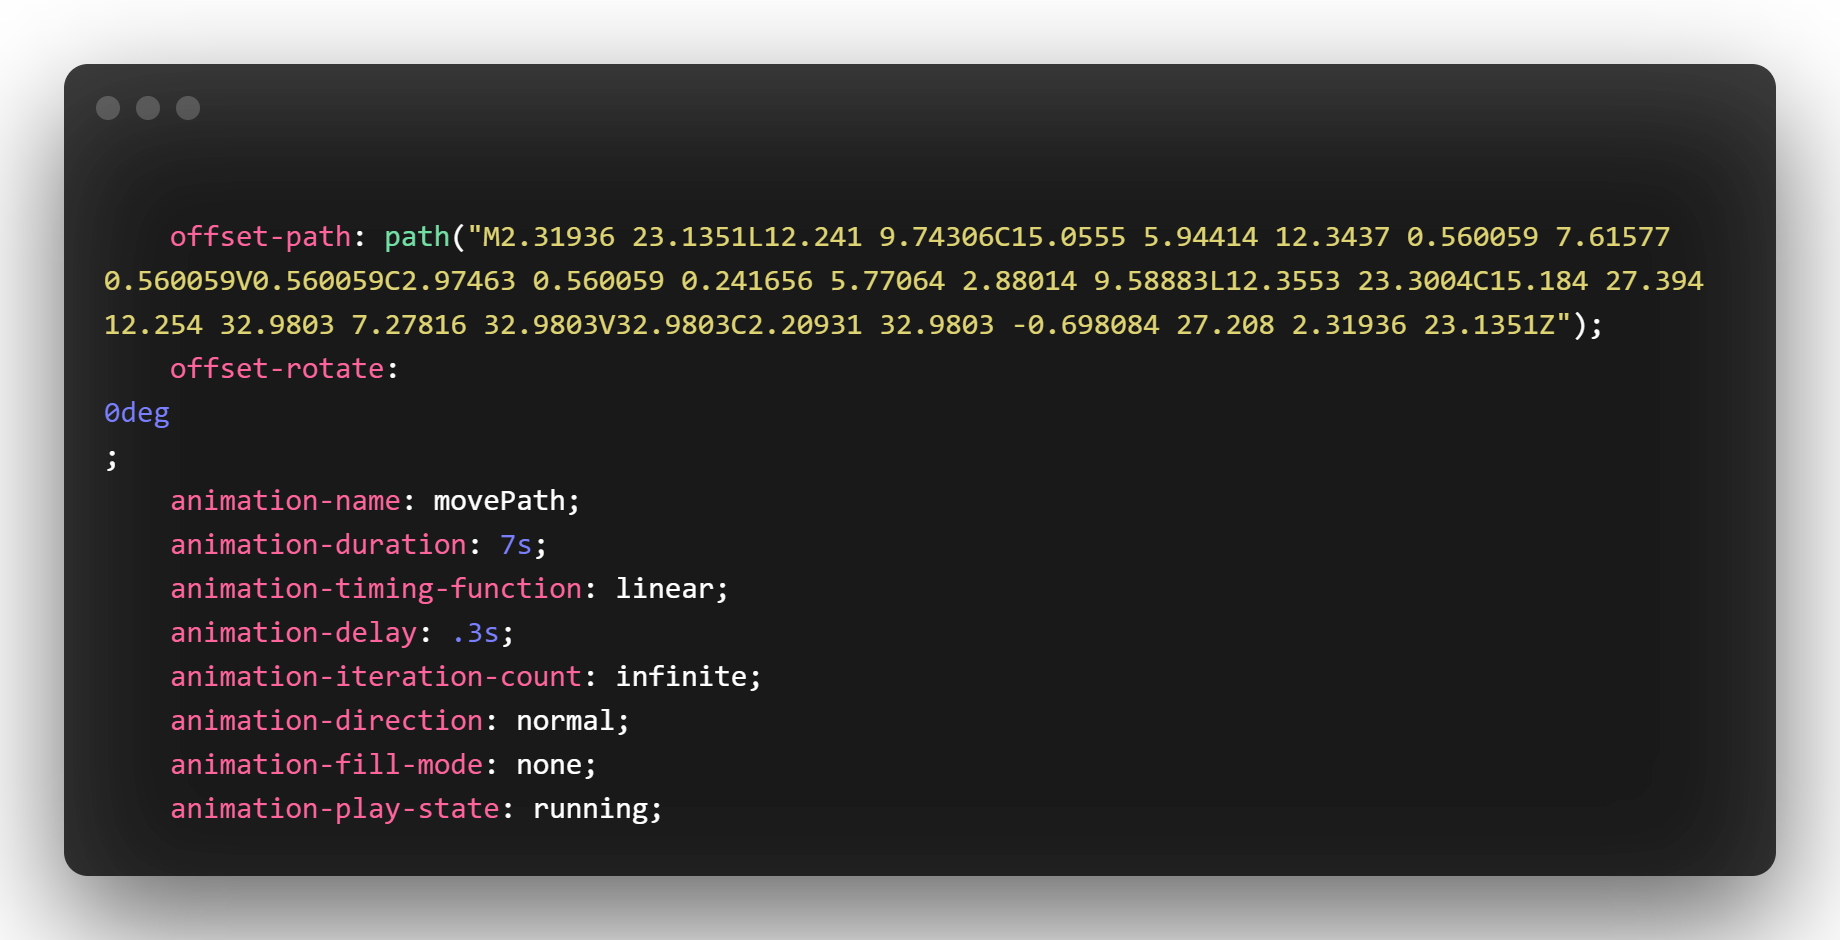 offset-path: path("M2.31936 23.1351L12.241 9.74306C15.0555 5.94414 12.3437 0.560059 7.61577
0.560059V0.560059C2.97463 0.560059 0.241656 5.77064 2.88014 9.58883L12.3553 23.3004C15.184 27.394
12.254 32.9803 7.27816 32.9803V32.9803C2.20931 32.9803 -0.698084 27.208 2.31936 23.1351Z");
offset-rotate:
0deg
;
animation-name: movePath;
animation-duration: 7s;
animation-timing-function: linear;
animation-delay: .3s;
animation-iteration-count: infinite;
animation-direction: normal;
animation-fill-mode: none;
animation-play-state: running;